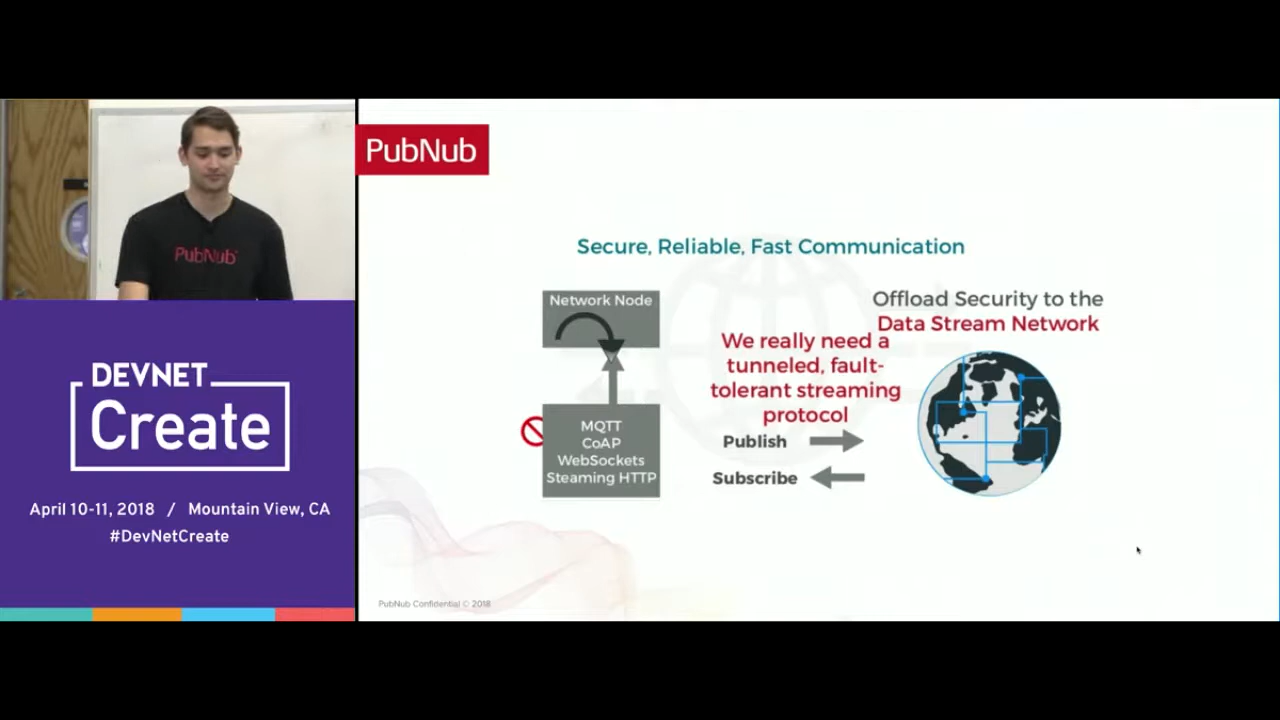 PubNub
PubNub
DEVNET
Create
April 10-11, 2018 / Mountain View, CA
#DevNetCreate
Secure, Reliable, Fast Communication
Network Node
MQTT
CoAP
WebSockets
Steaming HTTP
We really need a
tunneled, fault-
tolerant streaming
protocol
Publish
Subscribe
Offload Security to the
Data Stream Network
PubNub Confidential © 2018